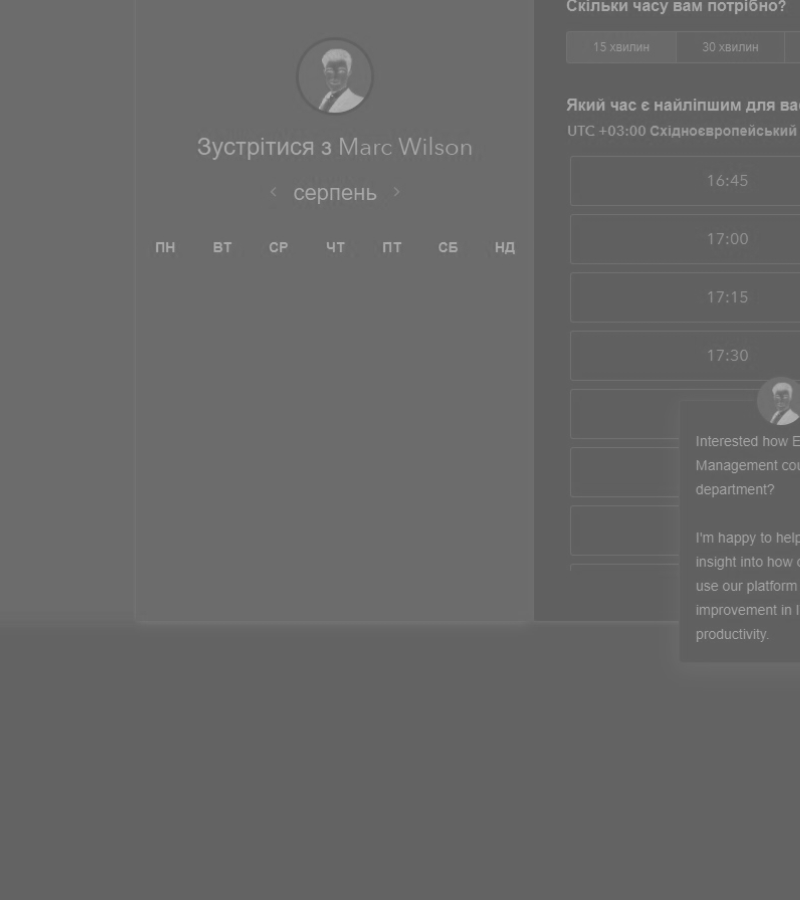 Зустрітися з Marc Wilson
серпень
ПН ВТ СР ЧТ ПТ СБ НД
Скільки часу вам потрібно?
15 хвилин 30 хвилин
Який час є найліпшим для
UTC +03:00 Східноєвропейський
16:45
17:00
17:15
17:30
Interested how
Management
department?
I'm happy to help
insight into how
use our platform
improvement in
productivity.